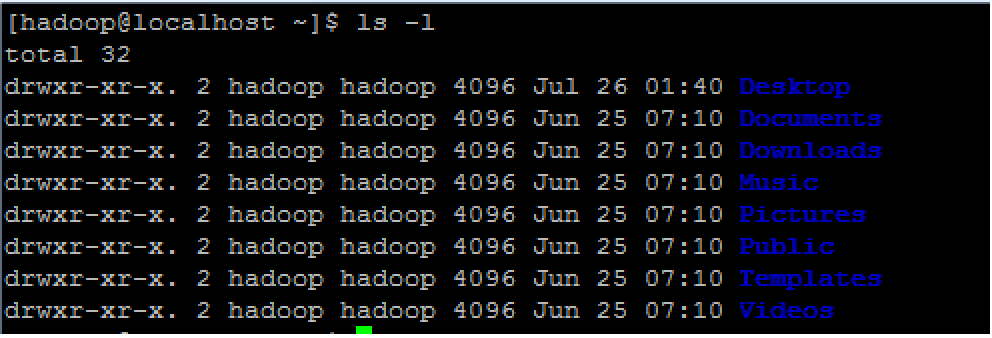 [hadoop@localhost ~]$ ls -l
total 32
drwxr-xr-x. 2 hadoop hadoop 4096 Jul 26 01:40 Desktop
drwxr-xr-x. 2 hadoop hadoop 4096 Jun 25 07:10 Documents
drwxr-xr-x. 2 hadoop hadoop 4096 Jun 25 07:10 Downloads
drwxr-xr-x. 2 hadoop hadoop 4096 Jun 25 07:10 Music
drwxr-xr-x. 2 hadoop hadoop 4096 Jun 25 07:10 Pictures
drwxr-xr-x. 2 hadoop hadoop 4096 Jun 25 07:10 Public
drwxr-xr-x. 2 hadoop hadoop 4096 Jun 25 07:10 Templates
drwxr-xr-x. 2 hadoop hadoop 4096 Jun 25 07:10 Videos